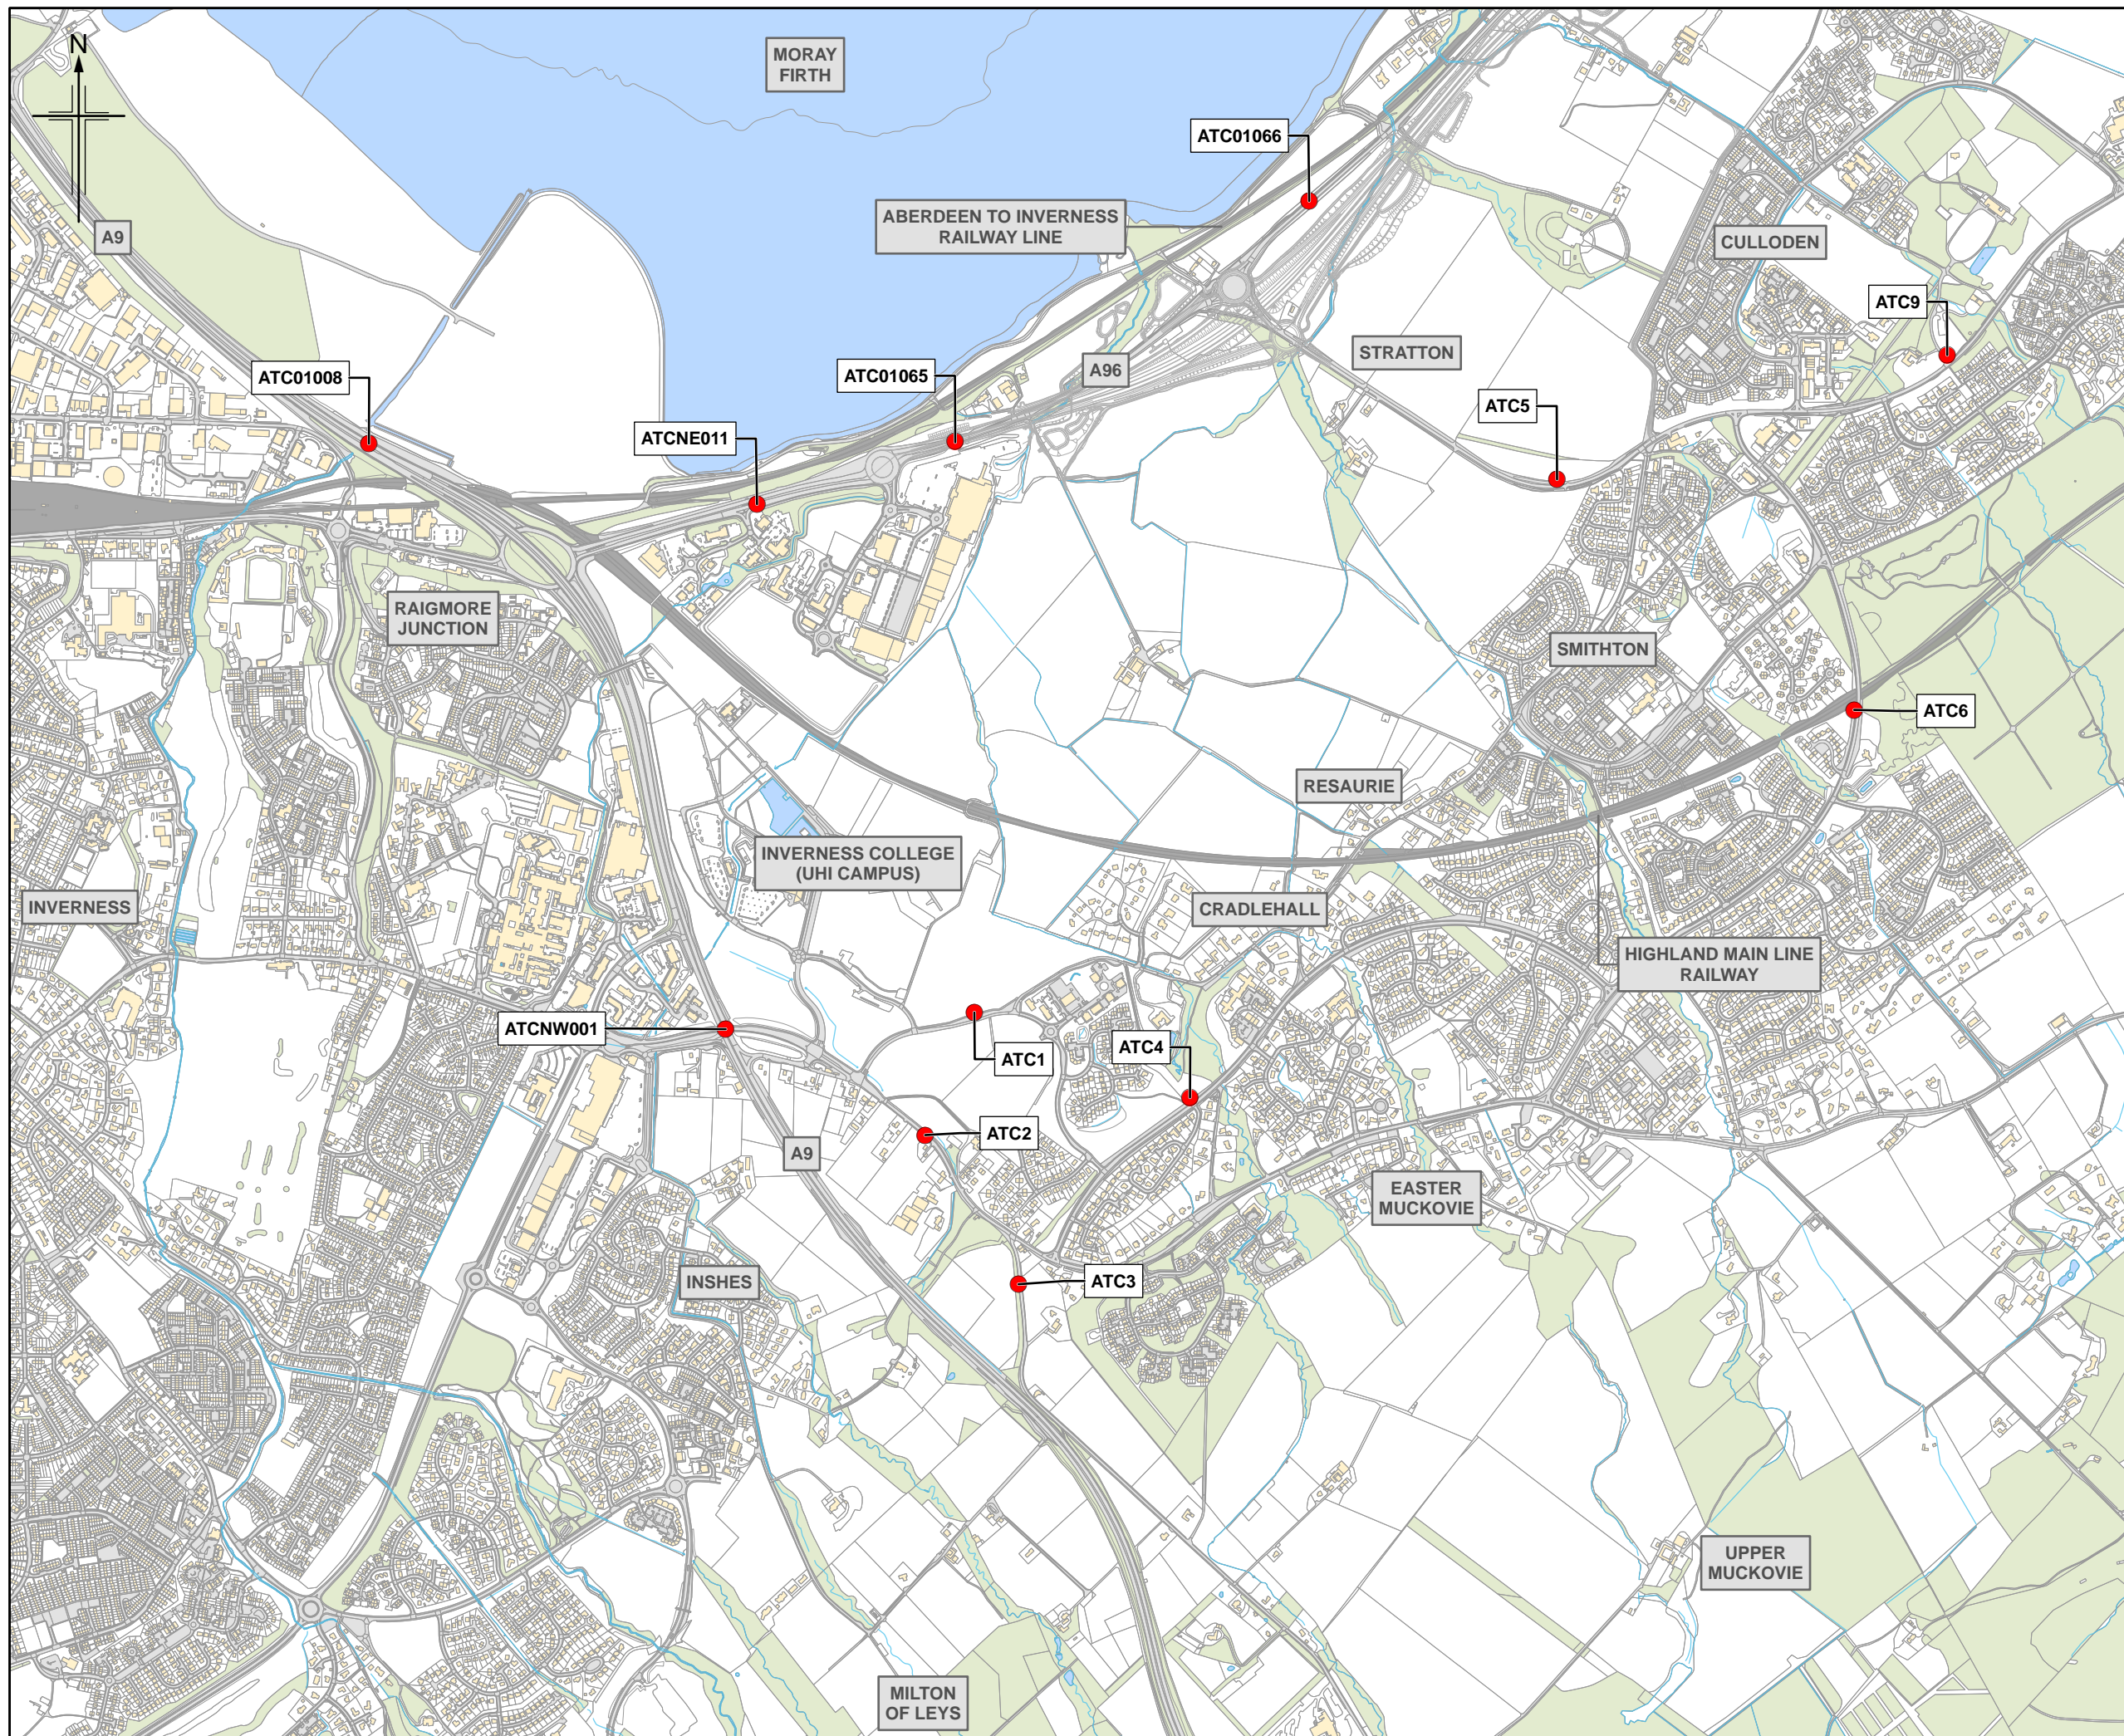 MORAY
FIRTH
N
ATC01066
ABERDEEN TO INVERNESS
RAILWAY LINE
A9
CULLODEN
ATC9
STRATTON
ATC01008
ATC01065
A96
ATC5
ATCNE011
RAIGMORE
JUNCTION
SMITHTON
ATC6
RESAURIE
INVERNESS COLLEGE
(UHI CAMPUS)
INVERNESS
CRADLEHALL
HIGHLAND MAIN LINE
RAILWAY
ATCNW001
ATC1
ATC4
ATC2
A9
EASTER
MUCKOVIE
INSHES
ATC3
UPPER
MUCKOVIE
MILTON
OF LEYS